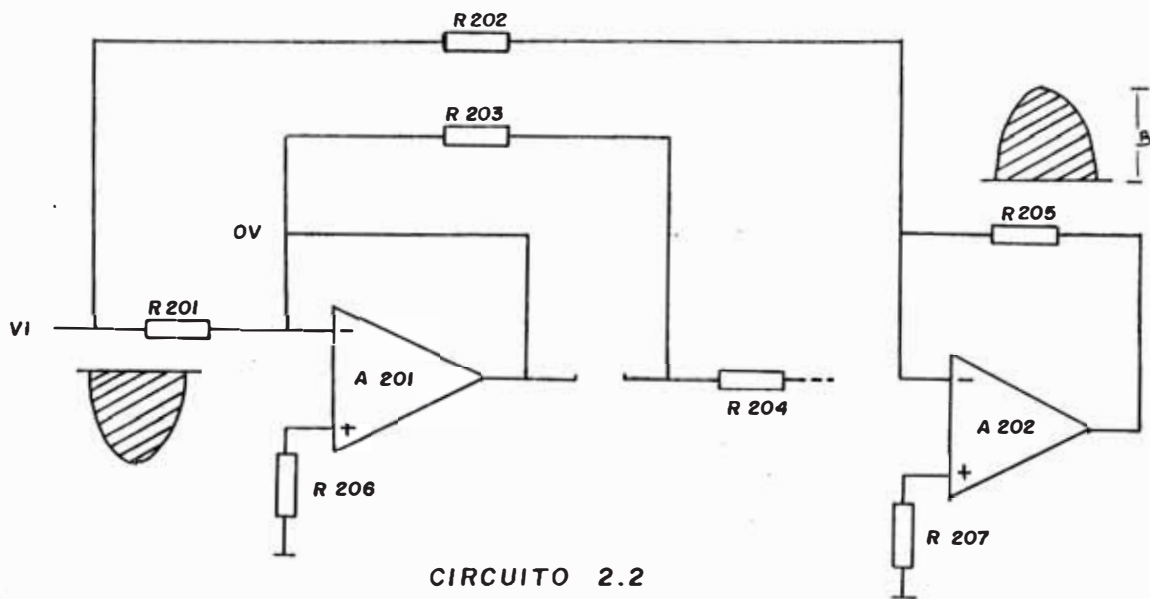 R 202
R 203
B
R 205
OV
R 201
VI
-
A 201
+
R 204
-
A 202
+
R 206
R 207
CIRCUITO 2.2